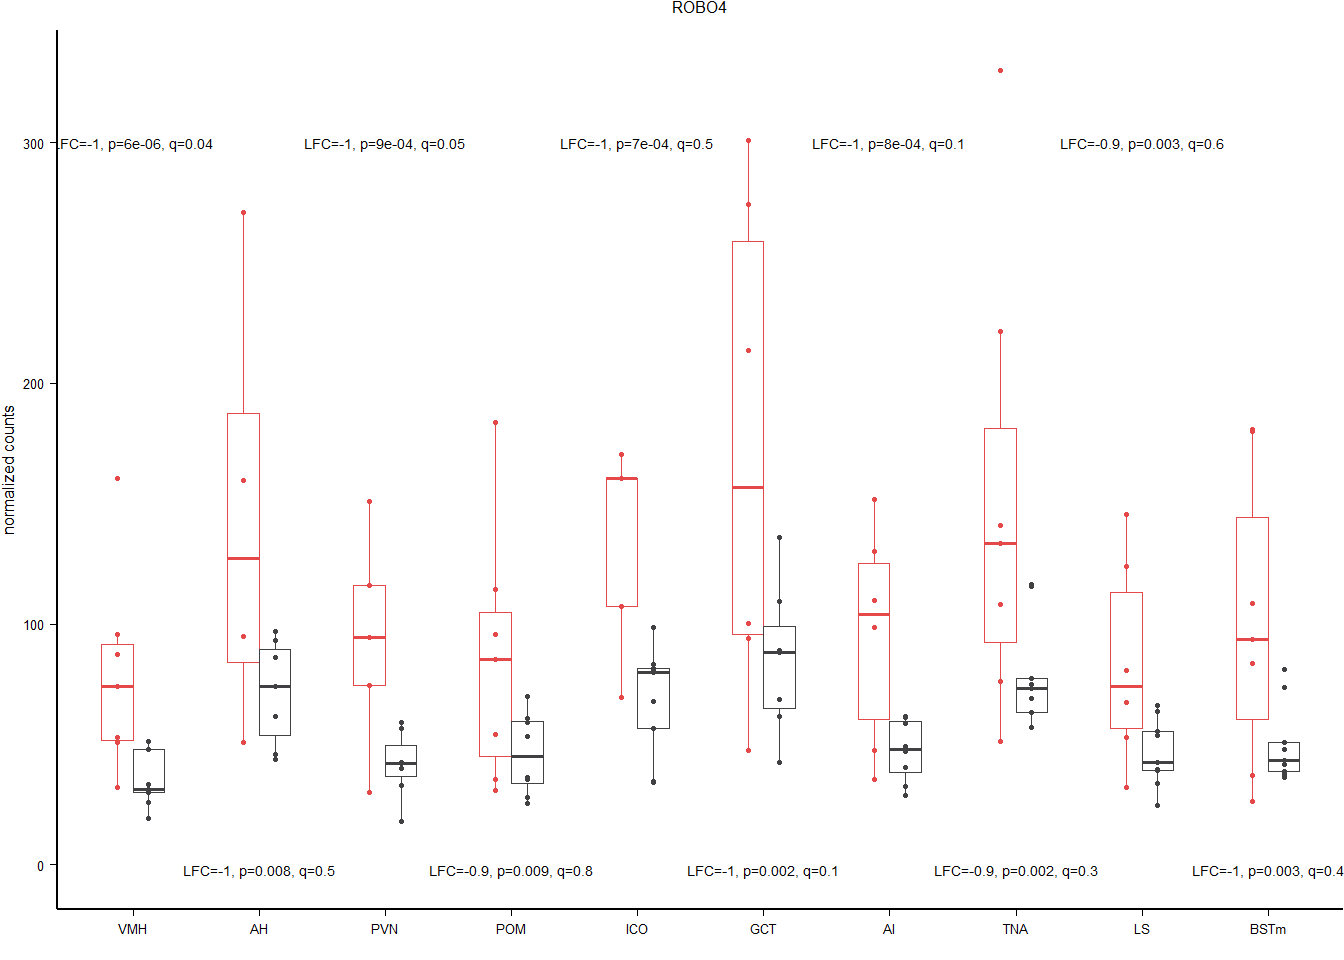 ROBO4
normalized counts
300
200
100
0
LFC=-1, p=6e-06, q=0.04
LFC=-1, p=9e-04, q=0.05
LFC=-1, p=7e-04, q=0.5
LFC=-1, p=8e-04, q=0.1
LFC=-0.9, p=0.003, q=0.6
LFC=-1, p=0.008, q=0.5
LFC=-0.9, p=0.009, q=0.8
LFC=-1, p=0.002, q=0.1
LFC=-0.9, p=0.002, q=0.3
LFC=-1, p=0.003, q=0.4
VMH
AH
PVN
POM
ICO
GCT
AI
TNA
LS
BSTm